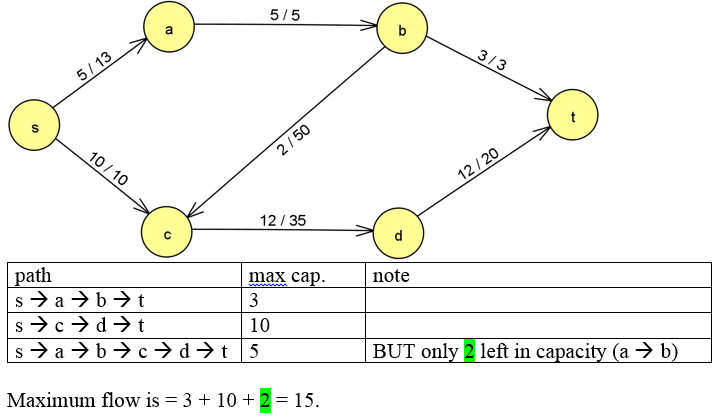 5 / 5
a
b
5 / 13
3 / 3
s
t
2 / 50
10 / 10
12 / 20
12 / 35
c
d
path max cap. note
s → a → b → t 3
s → c → d → t 10
s → a → b → c → d → t 5 BUT only 2 left in capacity (a → b)
Maximum flow is = 3 + 10 + 2 = 15.